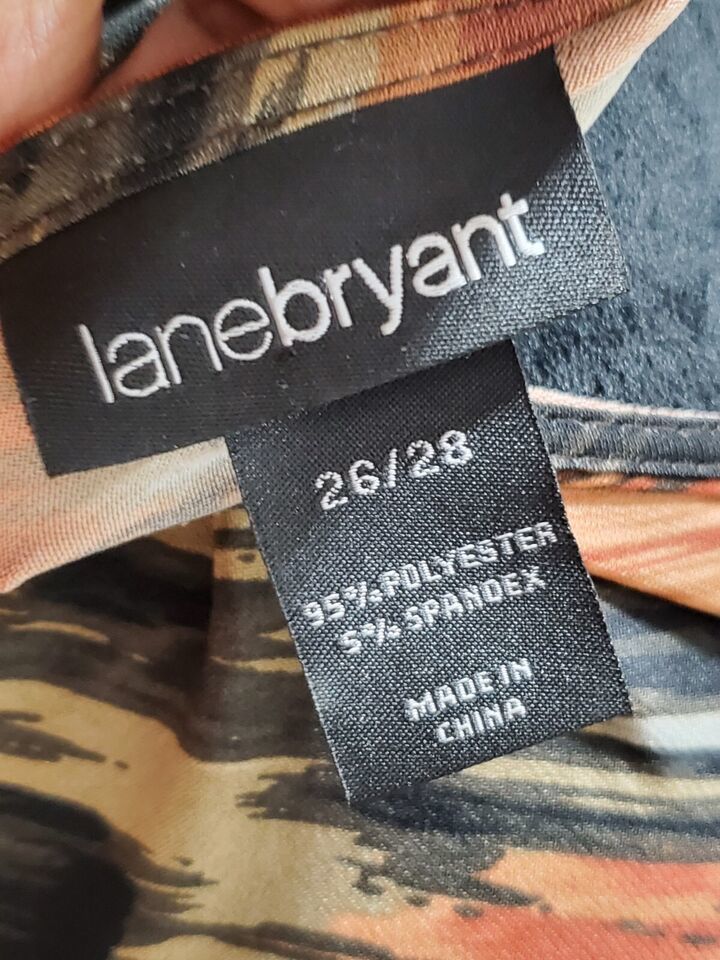 lanebryant
26/28
95% POLYESTER
5% SPANDEX
MADE IN
CHINA